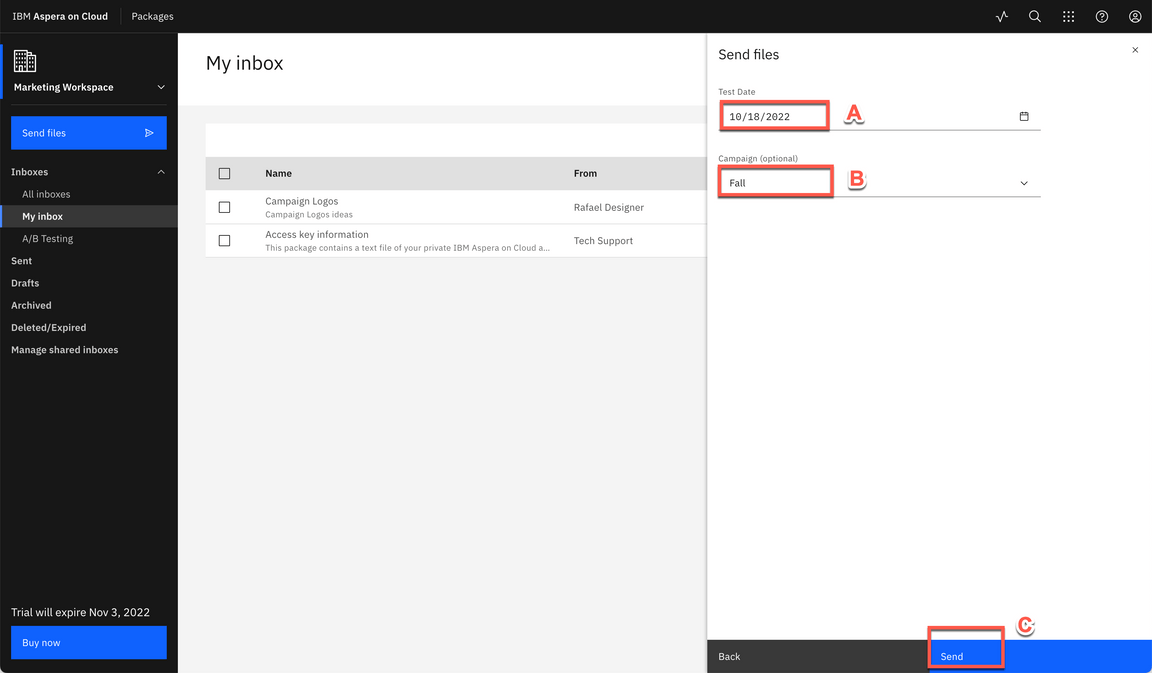 IBM Aspera on Cloud
Packages
Marketing Workspace
Send files
Inboxes
All inboxes
My inbox
A/B Testing
Sent
Drafts
Archived
Deleted/Expired
Manage shared inboxes
Trial will expire Nov 3, 2022
Buy now
My inbox
Name From
Campaign Logos
Campaign Logos ideas
Rafael Designer
Access key information
This package contains a text file of your private IBM Aspera on Cloud a...
Tech Support
Send files
Test Date
10/18/2022
A
Campaign (optional)
Fall
B
C
Back
Send